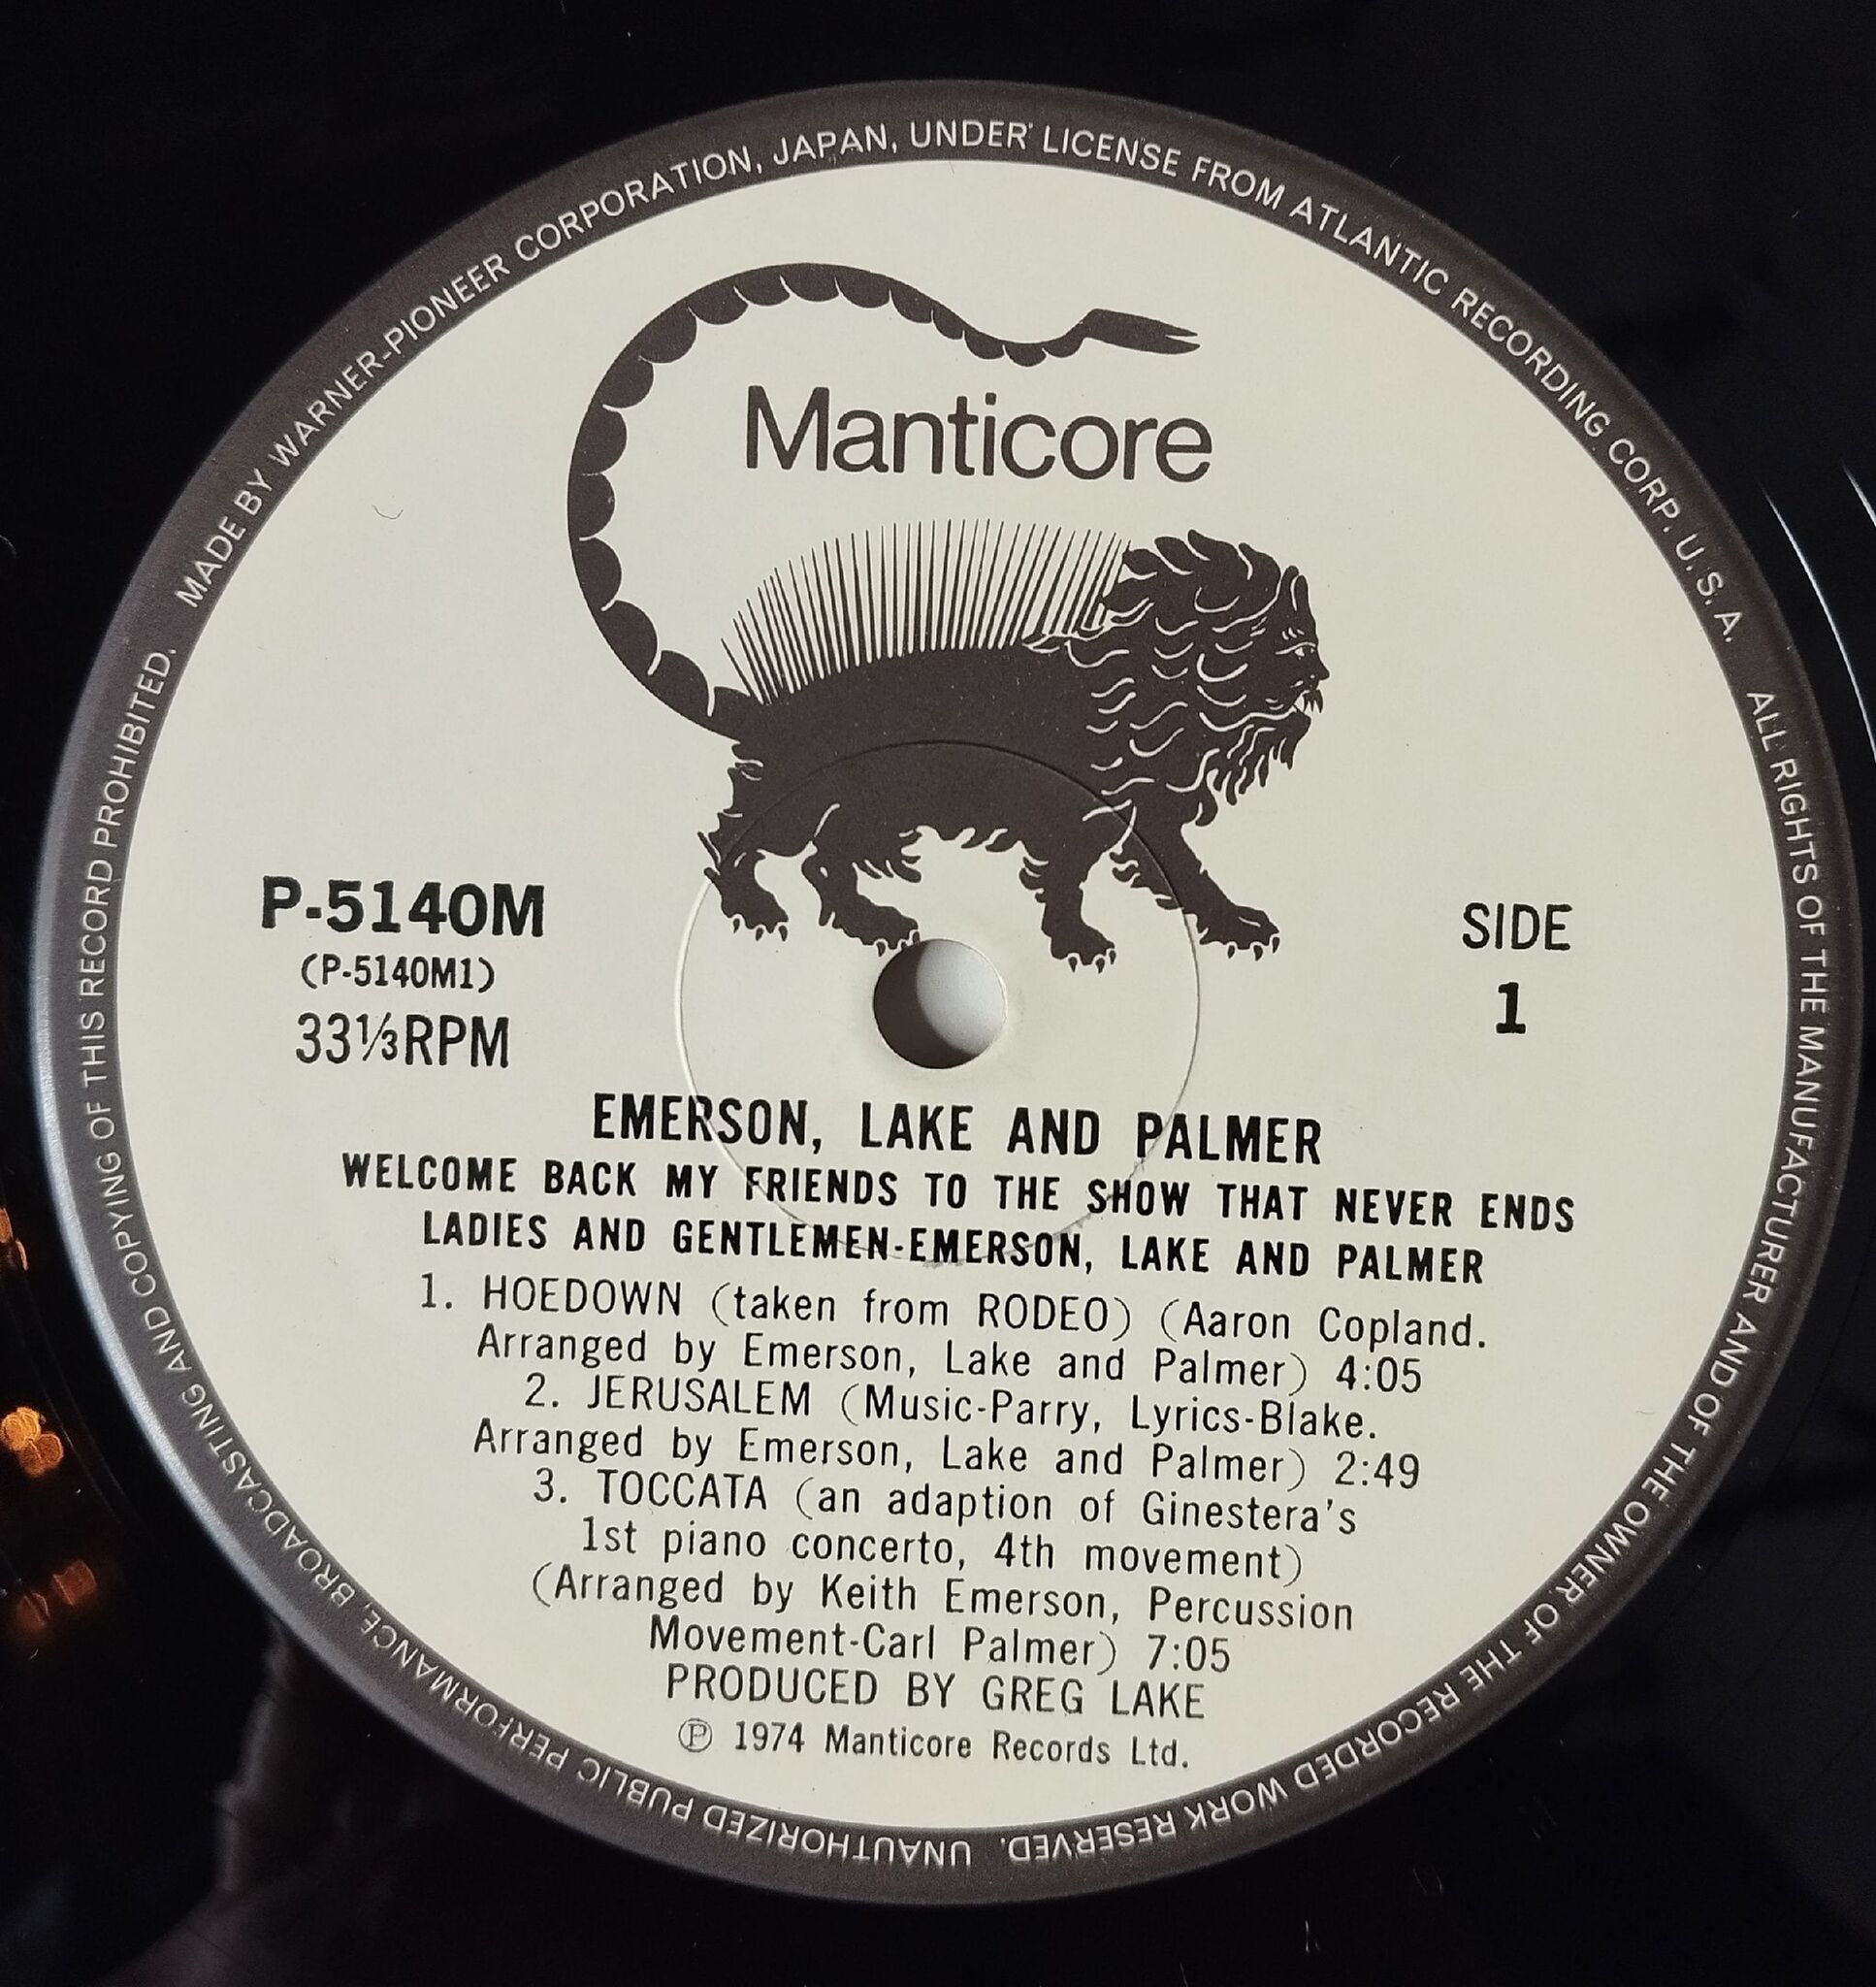 MADE BY WARNER-PIONEER CORPORATION, JAPAN, UNDER LICENSE FROM ATLANTIC RECORDING CORP. U.S.A.
ALL RIGHTS OF THE MANUFACTURER AND OF THE OWNER OF THE RECORDED WORK RESERVED.
UNAUTHORIZED PUBLIC PERFORMANCE, BROADCASTING AND COPYING OF THIS RECORD PROHIBITED.
Manticore
P-5140M
(P-5140M1)
33⅓RPM
SIDE
1
EMERSON, LAKE AND PALMER
WELCOME BACK MY FRIENDS TO THE SHOW THAT NEVER ENDS
LADIES AND GENTLEMEN-EMERSON, LAKE AND PALMER
1. HOEDOWN (taken from RODEO) (Aaron Copland.
Arranged by Emerson, Lake and Palmer) 4:05
2. JERUSALEM (Music-Parry, Lyrics-Blake.
Arranged by Emerson, Lake and Palmer) 2:49
3. TOCCATA (an adaption of Ginestera's
1st piano concerto, 4th movement)
(Arranged by Keith Emerson, Percussion
Movement-Carl Palmer) 7:05
PRODUCED BY GREG LAKE
℗ 1974 Manticore Records Ltd.